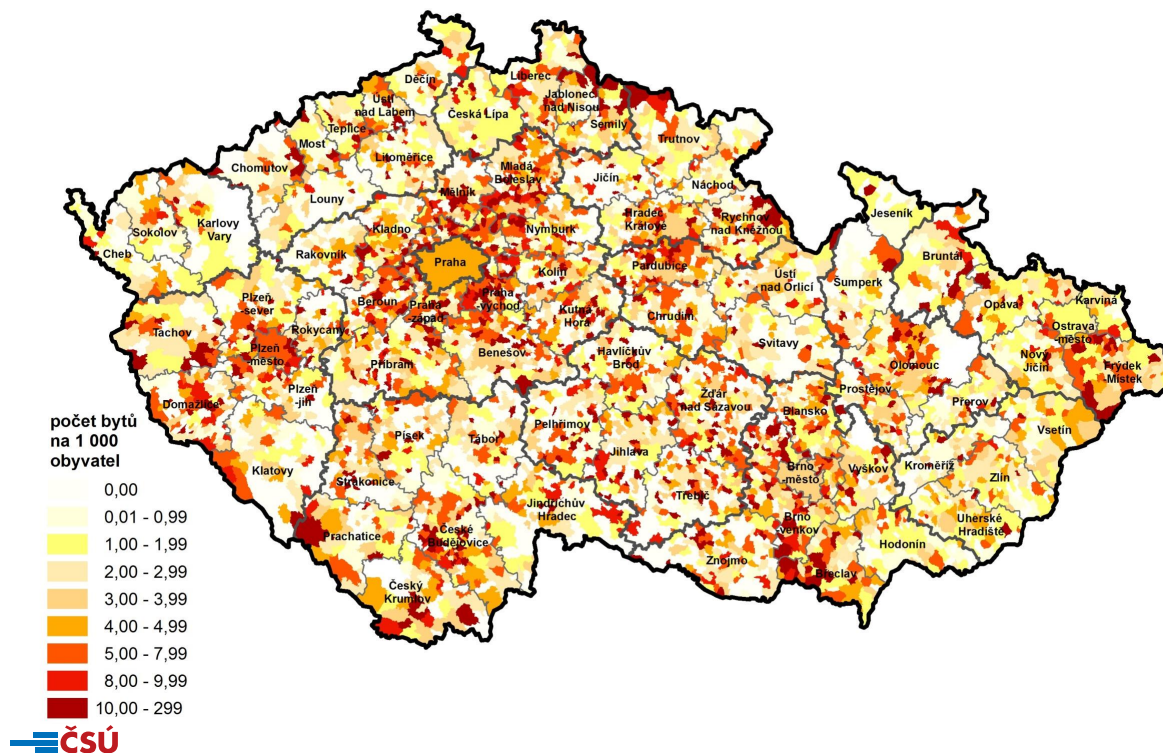 Děčín
Liberec
Jablonec
nad Nisou
Ústí
nad Labem
Česká Lípa
Semily
Teplice
Trutnov
Most
Litoměřice
Chomutov
Mladá
Boleslav
Jičín
Náchod
Mělník
Louny
Karlovy
Vary
Sokolov
Cheb
Kladno
Nymburk
Hradec
Králové
Rychnov
nad Kněžnou
Jeseník
Rakovník
Praha
Kolín
Pardubice
Ústí
nad Orlicí
Šumperk
Bruntál
Plzeň
-sever
Beroun
Praha
-západ
Praha
-východ
Kutná
Hora
Chrudim
Opava
Karviná
Ostrava
-město
Tachov
Rokycany
Plzeň
-město
Benešov
Havlíčkův
Brod
Svitavy
Olomouc
Nový
Jičín
Frýdek
-Místek
Příbram
Plzeň
-jih
Domažlice
Žďár
nad Sázavou
Prostějov
Přerov
Blansko
Vsetín
Pelhřimov
Písek
Tábor
Jihlava
Klatovy
Strakonice
Brno
-město
Vyškov
Kroměříž
Zlín
Třebíč
Jindřichův
Hradec
Brno
-venkov
Uherské
Hradiště
Prachatice
České
Budějovice
Hodonín
Znojmo
Břeclav
Český
Krumlov
počet bytů
na 1 000
obyvatel
0,00
0,01 - 0,99
1,00 - 1,99
2,00 - 2,99
3,00 - 3,99
4,00 - 4,99
5,00 - 7,99
8,00 - 9,99
10,00 - 299
ČSÚ